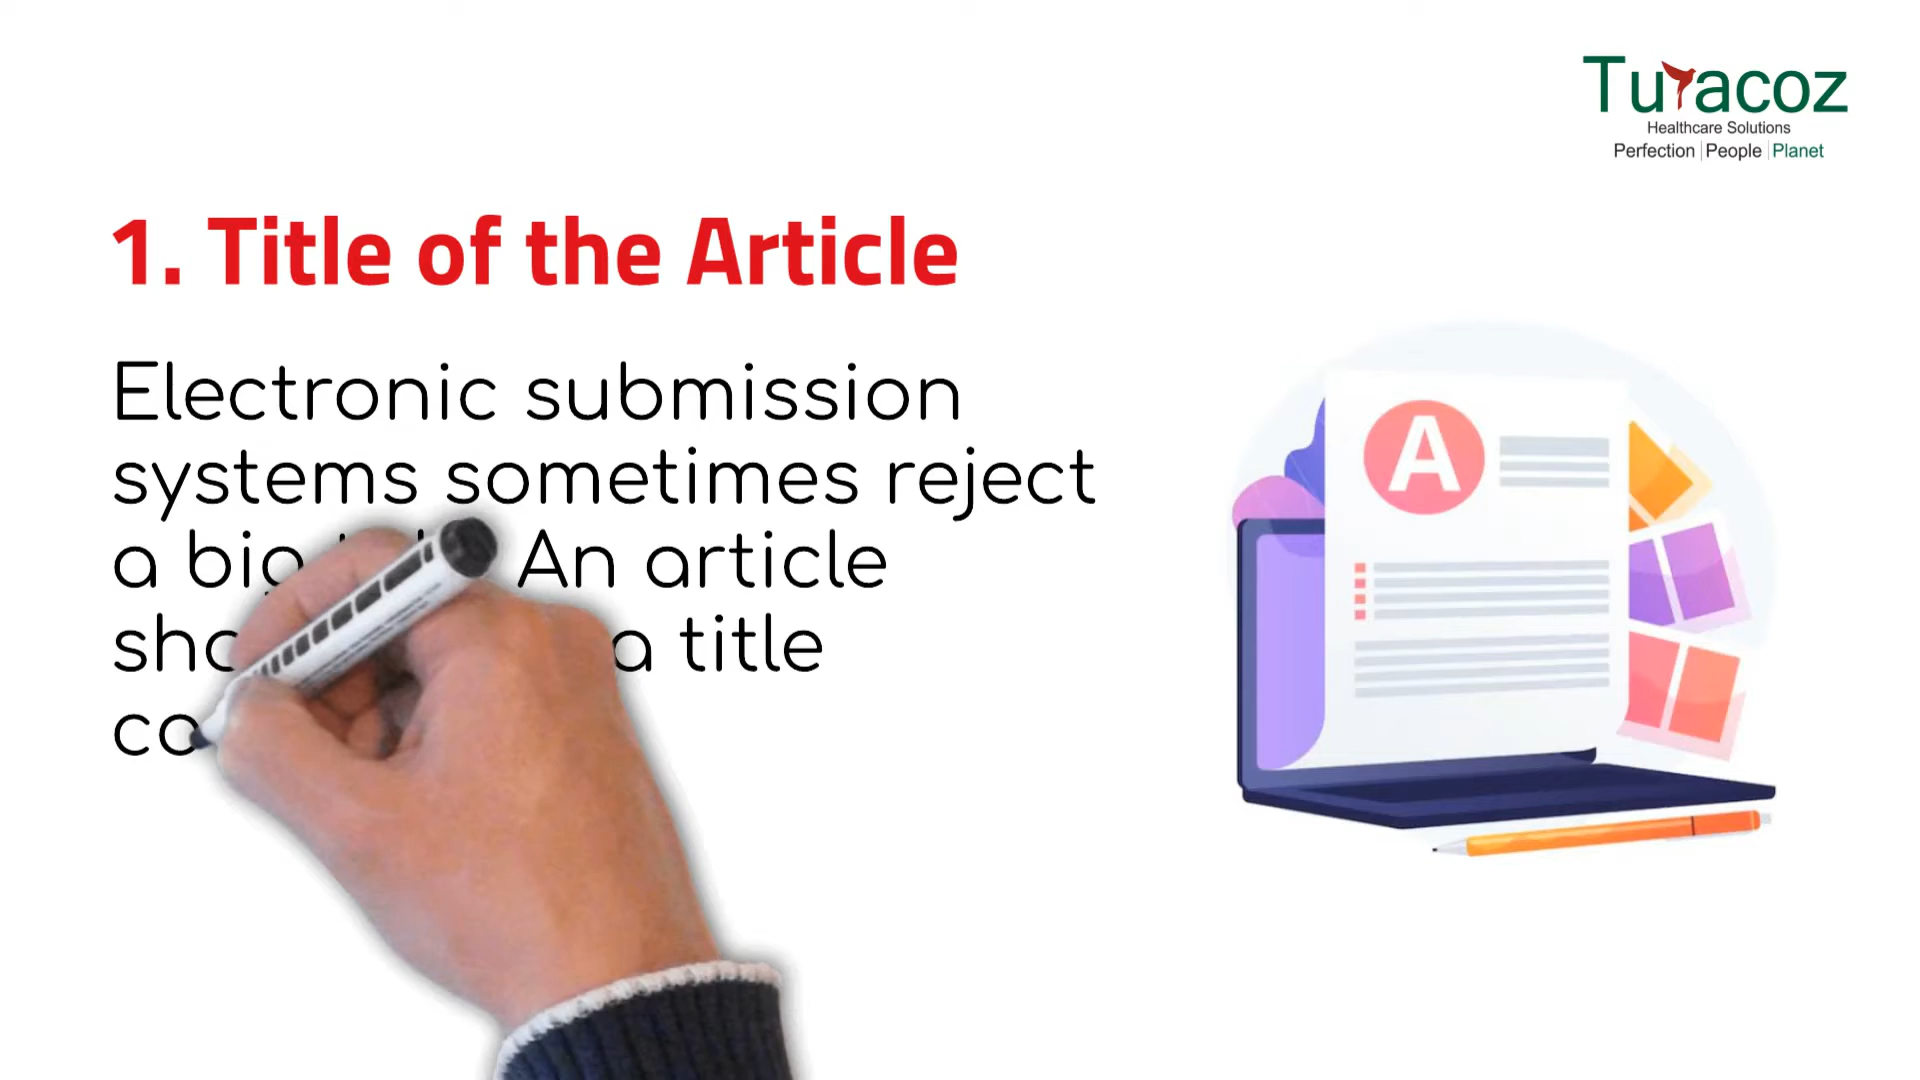 Turacoz
Healthcare Solutions
Perfection | People | Planet
1. Title of the Article
Electronic submission
systems sometimes reject
a big An article
a title
A